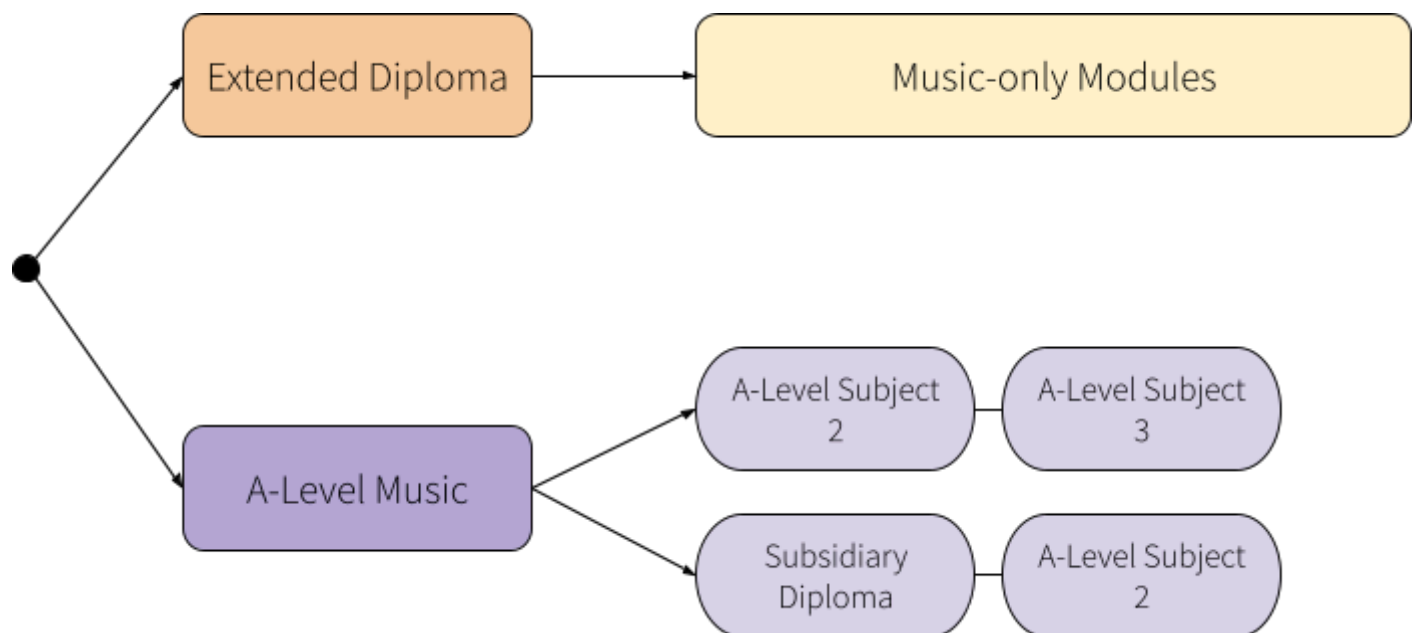 Extended Diploma
Music-only Modules
A-Level Subject
2
A-Level Subject
3
A-Level Music
Subsidiary
Diploma
A-Level Subject
2